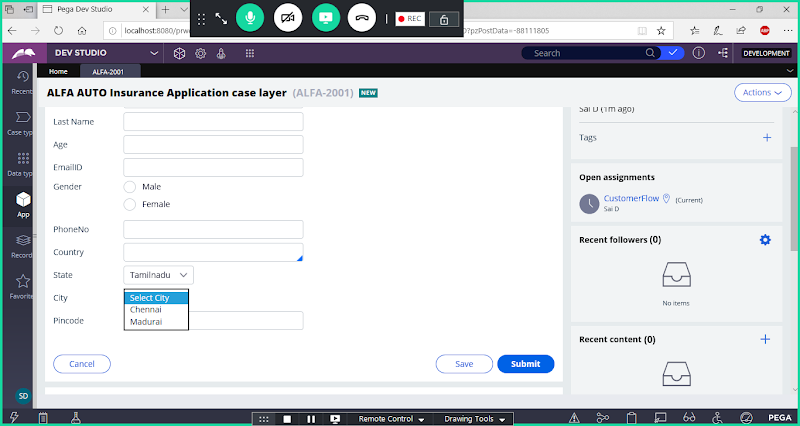 Pega Dev Studio
localhost:8080/prw
REC
0?pzPostData=-88111805
ABP
DEV STUDIO
Search
DEVELOPMENT
Home
ALFA-2001
Recent
ALFA AUTO Insurance Application case layer (ALFA-2001) NEW
Actions
Case typ
Data type
App
Record
Favorite
SD
Last Name
Age
EmailID
Gender
Male
Female
PhoneNo
Country
State
Tamilnadu
City
Select City
Chennai
Madurai
Pincode
Cancel
Save
Submit
Sai D (1m ago)
Tags
Open assignments
CustomerFlow (Current)
Sai D
Recent followers (0)
No items
Recent content (0)
Remote Control
Drawing Tools
PEGA